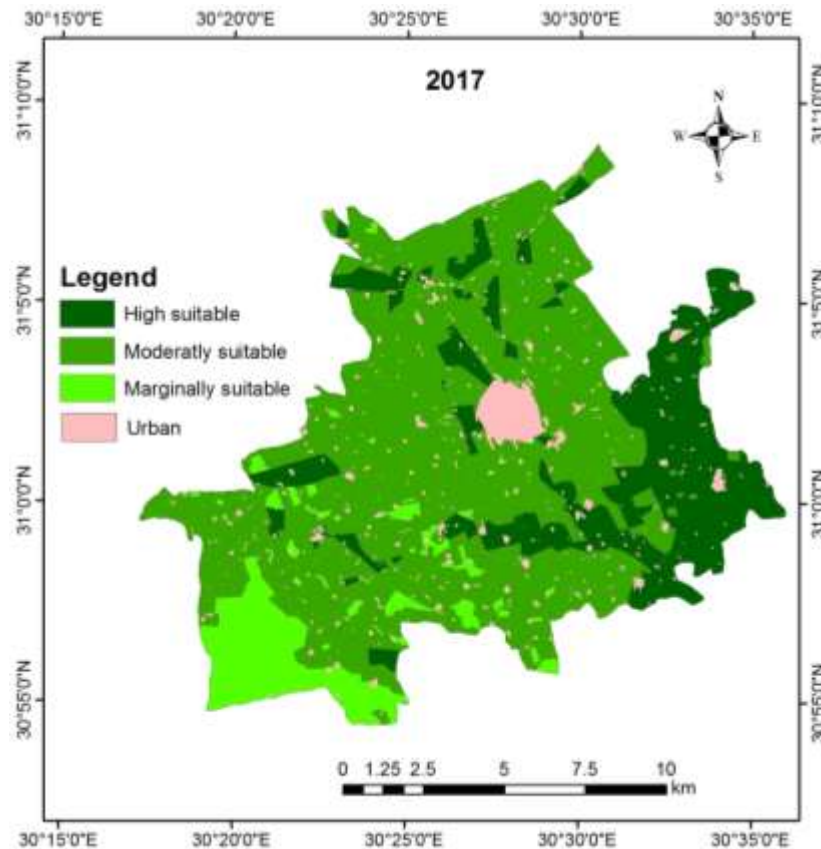 30°15'0"E 30°20'0"E 30°25'0"E 30°30'0"E 30°35'0"E
2017
31°10'0"N 31°10'0"N
N
W E
S
Legend
High suitable
Moderatly suitable
Marginally suitable
Urban
31°5'0"N 31°5'0"N
31°0'0"N 31°0'0"N
30°55'0"N 30°55'0"N
0 1.25 2.5 5 7.5 10
km
30°15'0"E 30°20'0"E 30°25'0"E 30°30'0"E 30°35'0"E